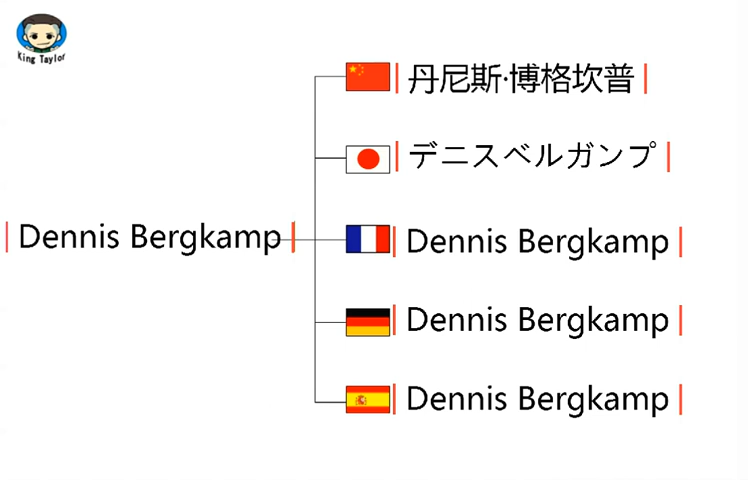 King Taylor
丹尼斯·博格坎普
デニスベルガンプ
Dennis Bergkamp
Dennis Bergkamp
Dennis Bergkamp
Dennis Bergkamp